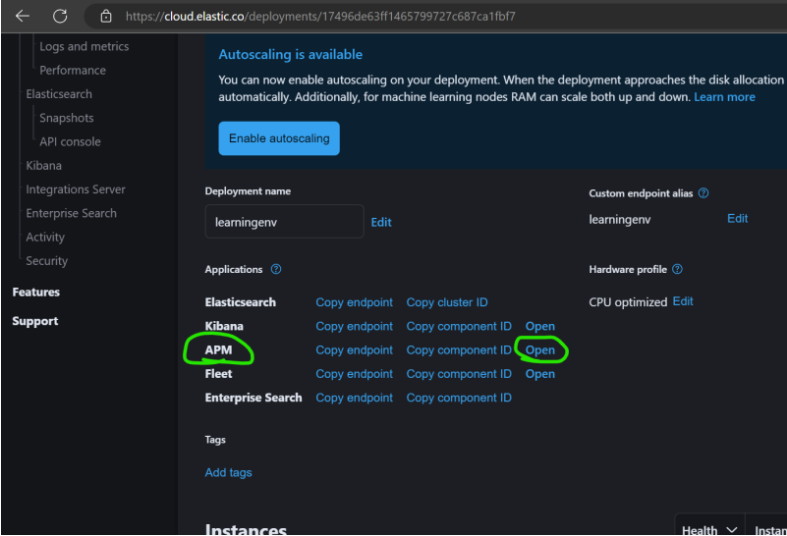 https://cloud.elastic.co/deployments/17496de63ff1465799727c687ca1fbf7
Logs and metrics
Performance
Elasticsearch
Snapshots
API console
Kibana
Integrations Server
Enterprise Search
Activity
Security
Features
Support
Autoscaling is available
You can now enable autoscaling on your deployment. When the deployment approaches the disk allocation
automatically. Additionally, for machine learning nodes RAM can scale both up and down. Learn more
Enable autoscaling
Deployment name
learningenv Edit
Custom endpoint alias
learningenv Edit
Applications
Hardware profile
CPU optimized Edit
Elasticsearch Copy endpoint Copy cluster ID
Kibana Copy endpoint Copy component ID Open
APM Copy endpoint Copy component ID Open
Fleet Copy endpoint Copy component ID Open
Enterprise Search Copy endpoint Copy component ID
Tags
Add tags
Instances
Health